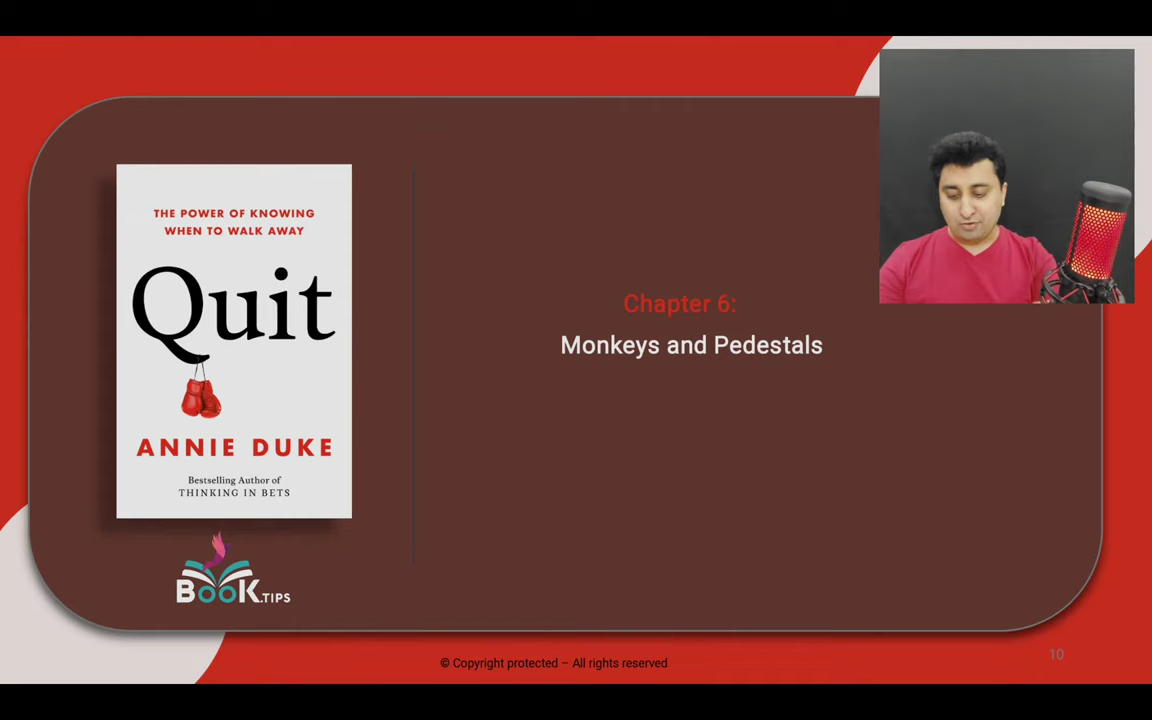 THE POWER OF KNOWING
WHEN TO WALK AWAY
Quit
ANNIE DUKE
Bestselling Author of
THINKING IN BETS
BOOK.TIPS
Chapter 6:
Monkeys and Pedestals
© Copyright protected – All rights reserved
10